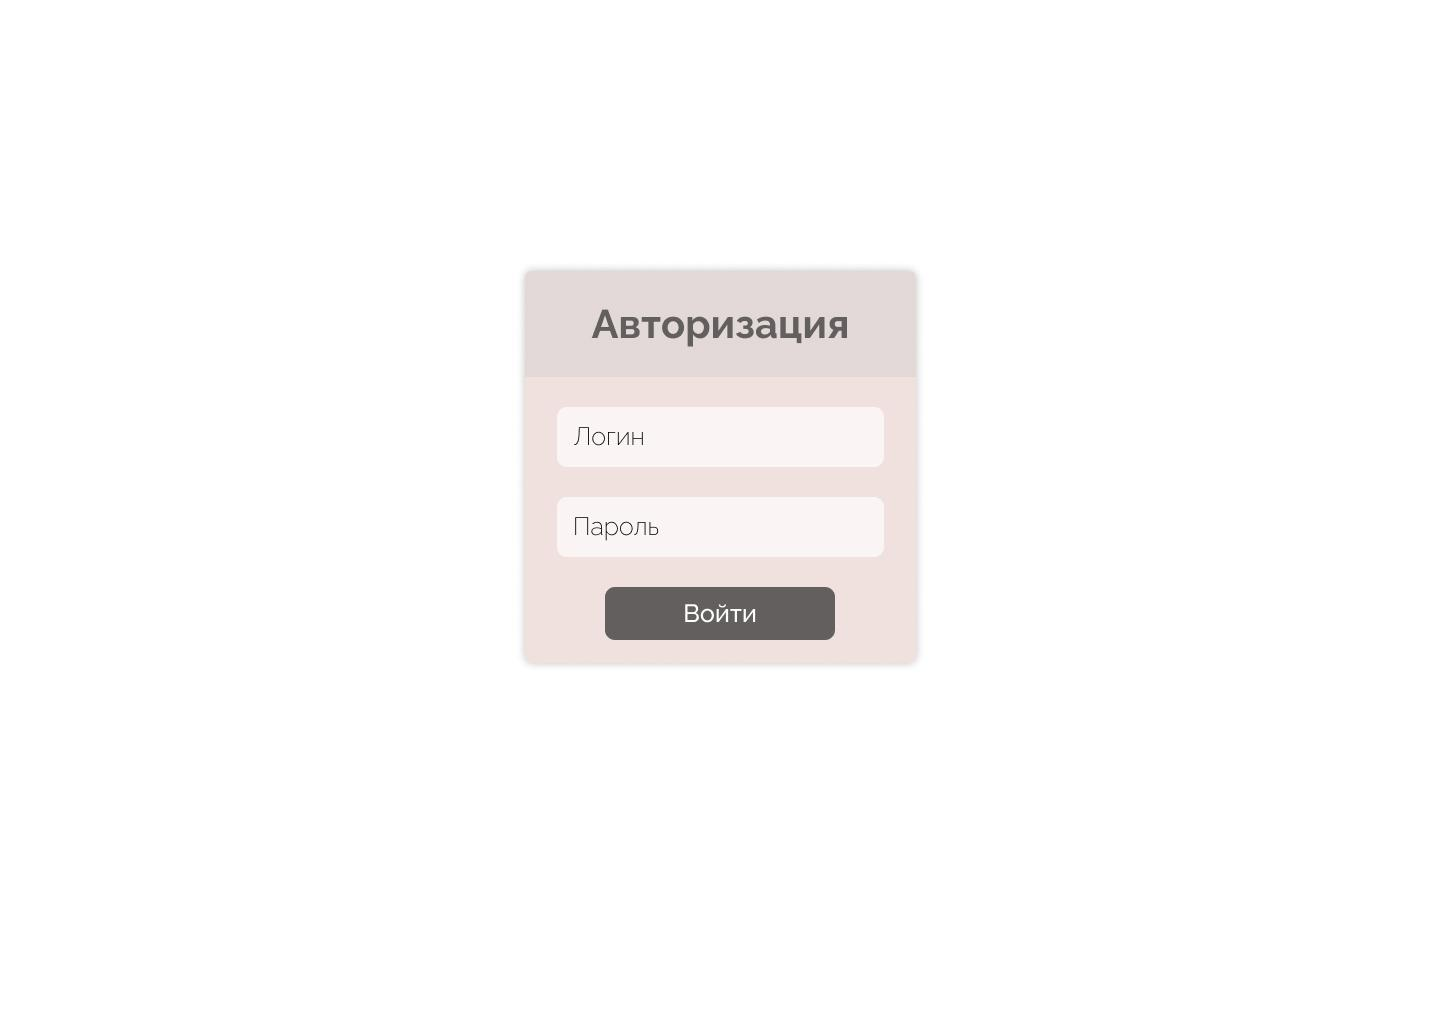 Авторизация
Логин
Пароль
Войти